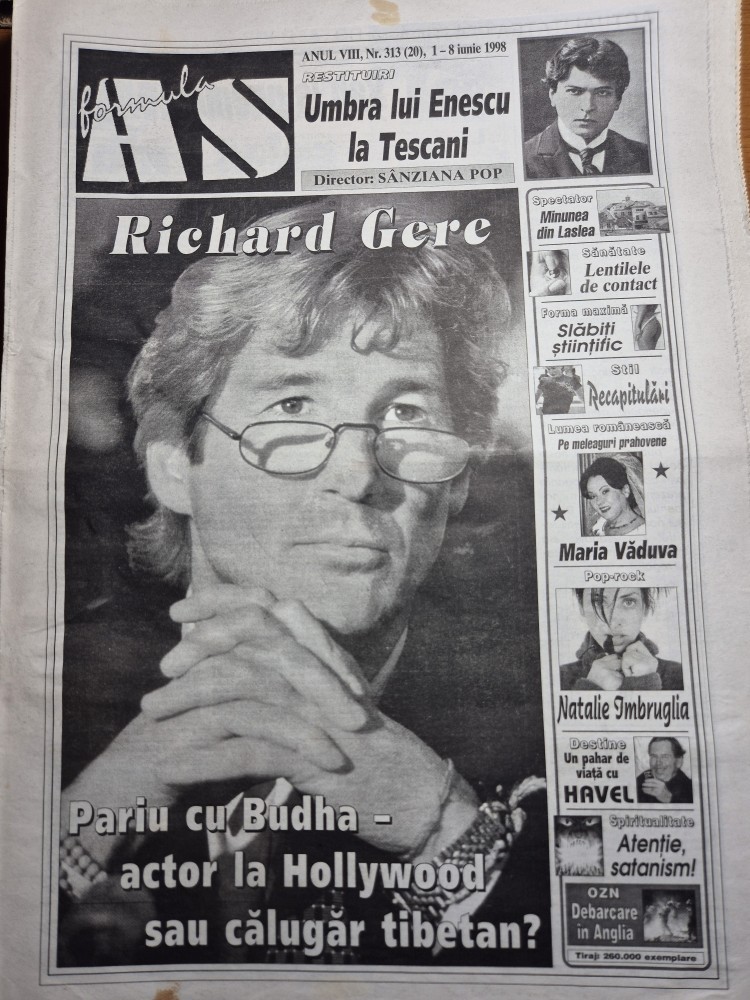 formula
AS
ANUL VIII, Nr. 313 (20), 1 - 8 iunie 1998
RESTITUIRI
Umbra lui Enescu
la Tescani
Director: SÂNZIANA POP
Richard Gere
Pariu cu Budha -
actor la Hollywood
sau călugăr tibetan?
Spectator
Minunea
din Laslea
Sănătate
Lentilele
de contact
Forma maximă
Slăbiți
științific
Stil
Recapitulări
Lumea românească
Pe meleaguri prahovene
Maria Văduva
Pop-rock
Natalie Imbruglia
Destine
Un pahar de
viață cu
HAVEL
Spiritualitate
Atenție,
satanism!
OZN
Debarcare
in Anglia
Tiraj: 260.000 exemplare